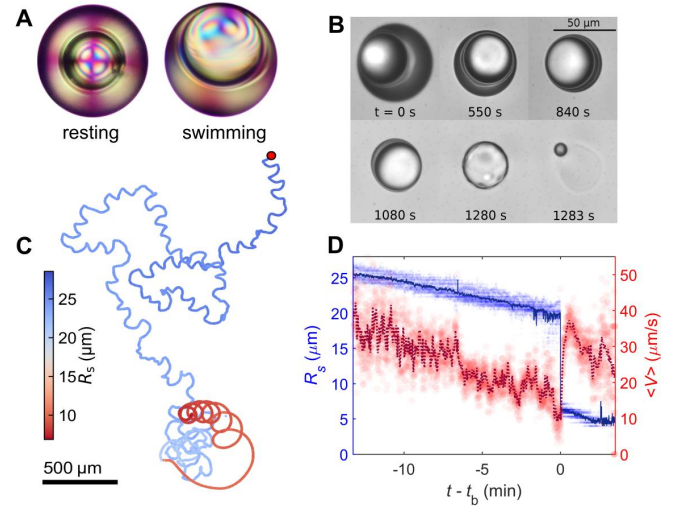 A
resting
swimming
B
50 µm
t = 0 s
550 s
840 s
1080 s
1280 s
1283 s
C
R_s (µm)
25
20
15
10
500 µm
D
R_s (µm)
25
20
15
10
5
0
<V> (µm/s)
50
40
30
20
10
0
-10
-5
0
t - t_b (min)